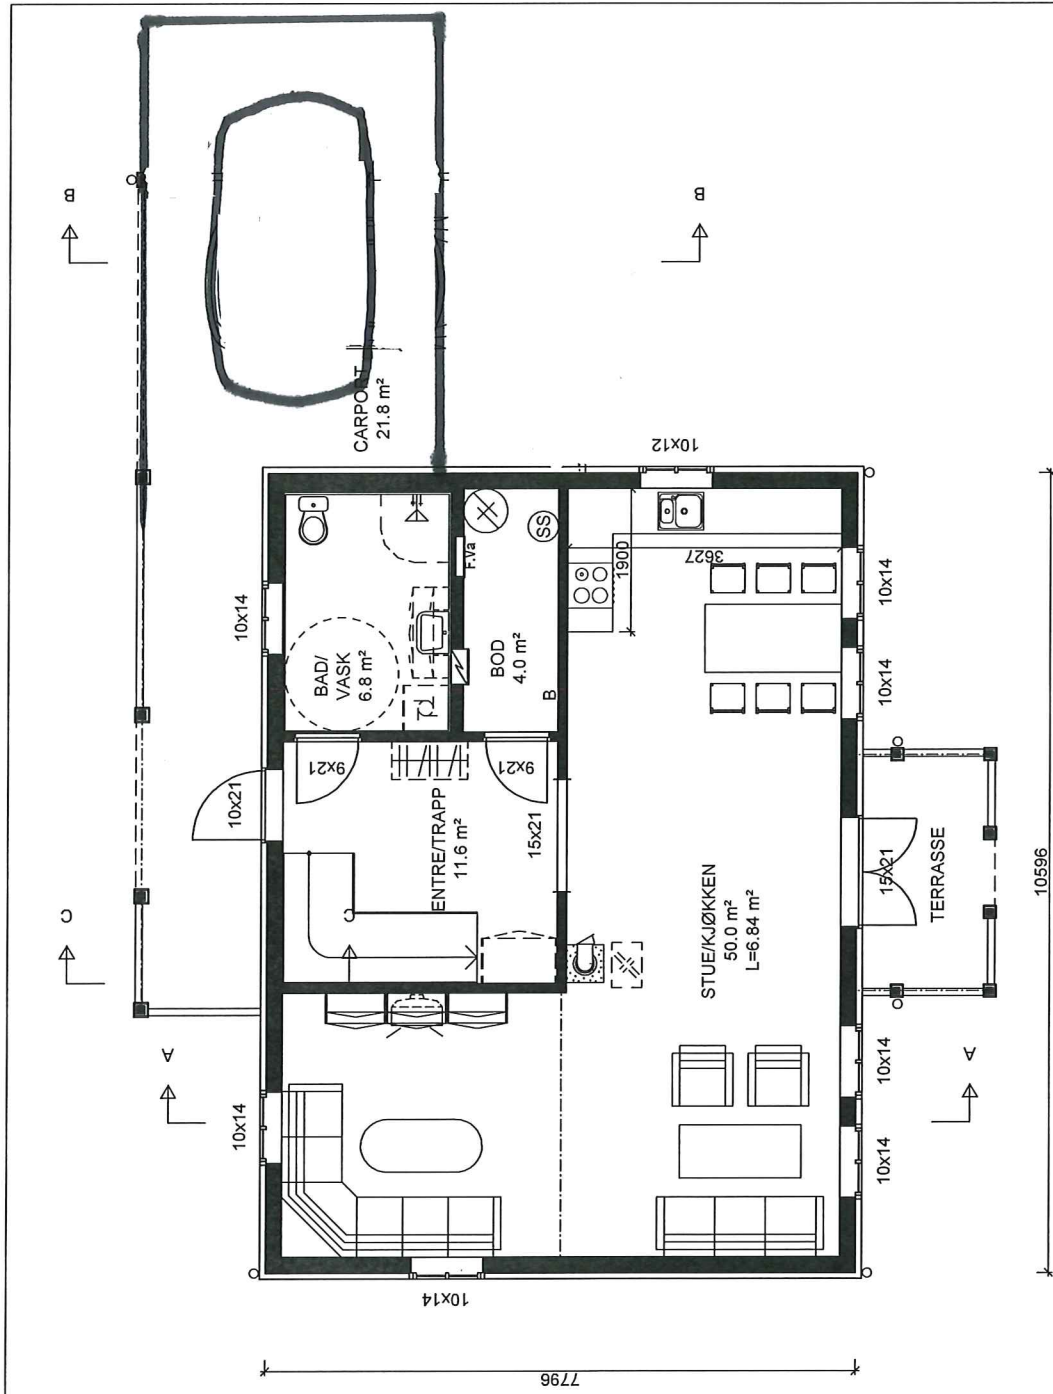 B
B
CARPORT
21.8 m²
10x12
10x14
BAD/
VASK
6.8 m²
F.Va
SS
BOD
4.0 m²
B
1900
3627
10x14
10x14
9x21
9x21
10x21
ENTRE/TRAPP
11.6 m²
15x21
C
C
STUE/KJØKKEN
50.0 m²
L=6.84 m²
15x21
TERRASSE
10596
A
A
10x14
10x14
10x14
10x14
7796